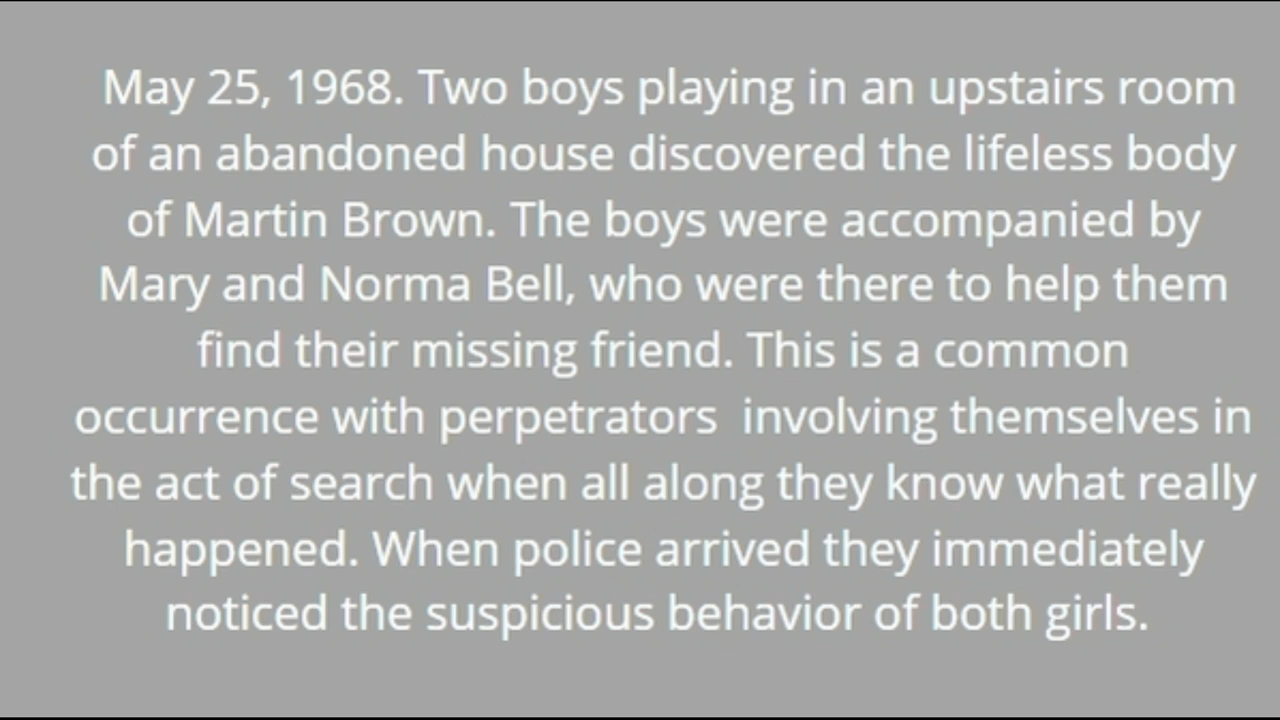 May 25, 1968. Two boys playing in an upstairs room
of an abandoned house discovered the lifeless body
of Martin Brown. The boys were accompanied by
Mary and Norma Bell, who were there to help them
find their missing friend. This is a common
occurrence with perpetrators  involving themselves in
the act of search when all along they know what really
happened. When police arrived they immediately
noticed the suspicious behavior of both girls.